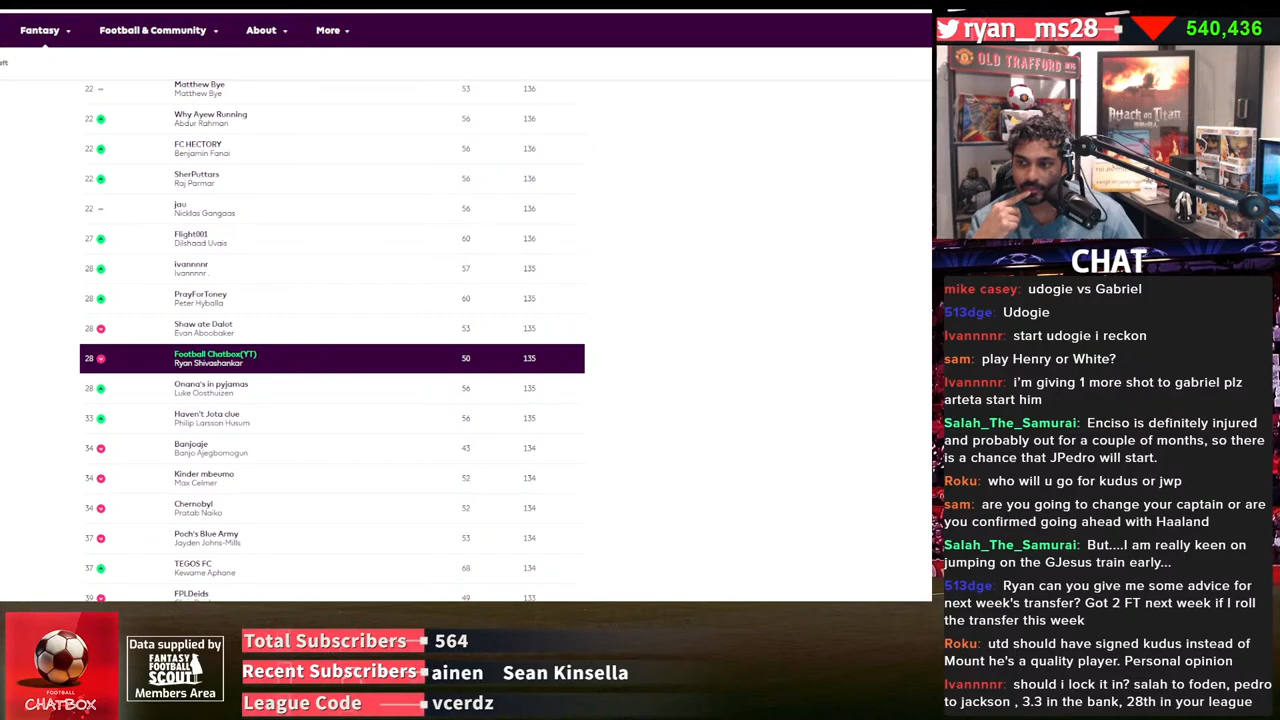 Fantasy Football & Community About More
ft
22 Matthew Bye 53 136
Matthew Bye
22 Why Ayew Running 56 136
Abdur Rahman
22 FC HECTORY 56 136
Benjamin Fanai
22 SherPuttars 56 136
Raj Parmar
22 jau 56 136
Nicklas Gangaas
27 Flight001 60 136
Dilshaad Uvais
28 ivannnnr 57 135
Ivannnnr .
28 PrayForToney 60 135
Peter Hyballa
28 Shaw ate Dalot 53 135
Evan Aboobaker
28 Football Chatbox(YT) 50 135
Ryan Shivashankar
28 Onana's in pyjamas 56 135
Luke Oosthuizen
33 Haven't Jota clue 56 135
Philip Larsson Husum
34 Banjoaje 43 134
Banjo Ajegbomogun
34 Kinder mbeumo 52 134
Max Celmer
34 Chernobyl 52 134
Pratab Naiko
37 Poch's Blue Army 53 134
Jayden Johns-Mills
37 TEGOS FC 68 134
Kewame Aphane
39 FPLDeids 49 133
ryan_ms28 540,436
OLD TRAFFORD
Attack on Titan
CHAT
mike casey: udogie vs Gabriel
513dge: Udogie
Ivannnnr: start udogie i reckon
sam: play Henry or White?
Ivannnnr: i'm giving 1 more shot to gabriel plz
arteta start him
Salah_The_Samurai: Enciso is definitely injured
and probably out for a couple of months, so there
is a chance that JPedro will start.
Roku: who will u go for kudus or jwp
sam: are you going to change your captain or are
you confirmed going ahead with Haaland
Salah_The_Samurai: But....I am really keen on
jumping on the GJesus train early...
513dge: Ryan can you give me some advice for
next week's transfer? Got 2 FT next week if I roll
the transfer this week
Roku: utd should have signed kudus instead of
Mount he's a quality player. Personal opinion
Ivannnnr: should i lock it in? salah to foden, pedro
to jackson , 3.3 in the bank, 28th in your league
FOOTBALL
CHATBOX
Data supplied by
FANTASY
FOOTBALL
SCOUT
Members Area
Total Subscribers 564
Recent Subscribers ainen Sean Kinsella
League Code vcerdz